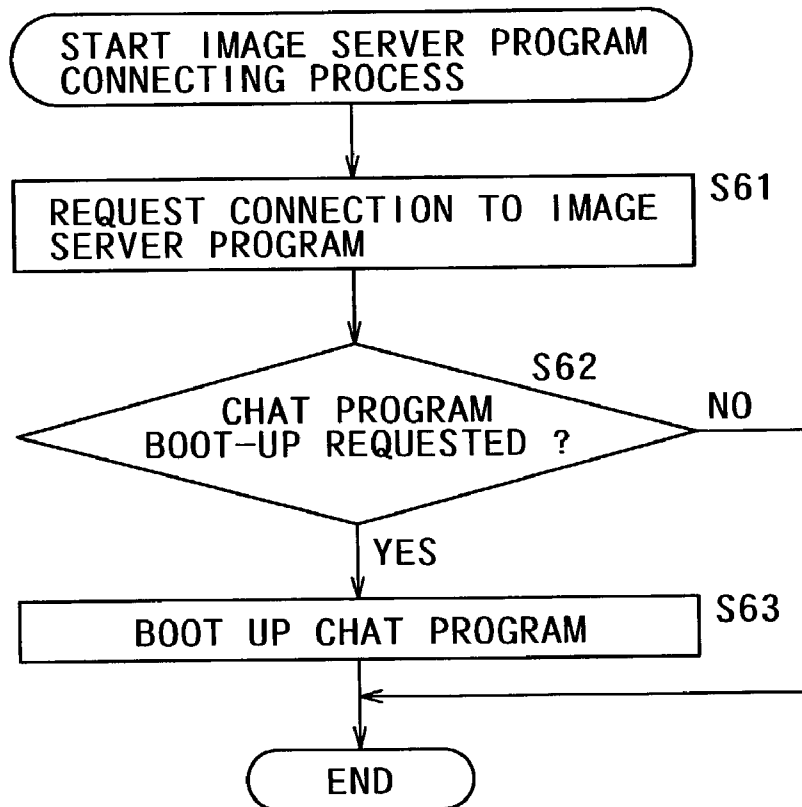 START IMAGE SERVER PROGRAM
CONNECTING PROCESS
S61
REQUEST CONNECTION TO IMAGE
SERVER PROGRAM
S62
CHAT PROGRAM
BOOT-UP REQUESTED ?
NO
YES
S63
BOOT UP CHAT PROGRAM
END